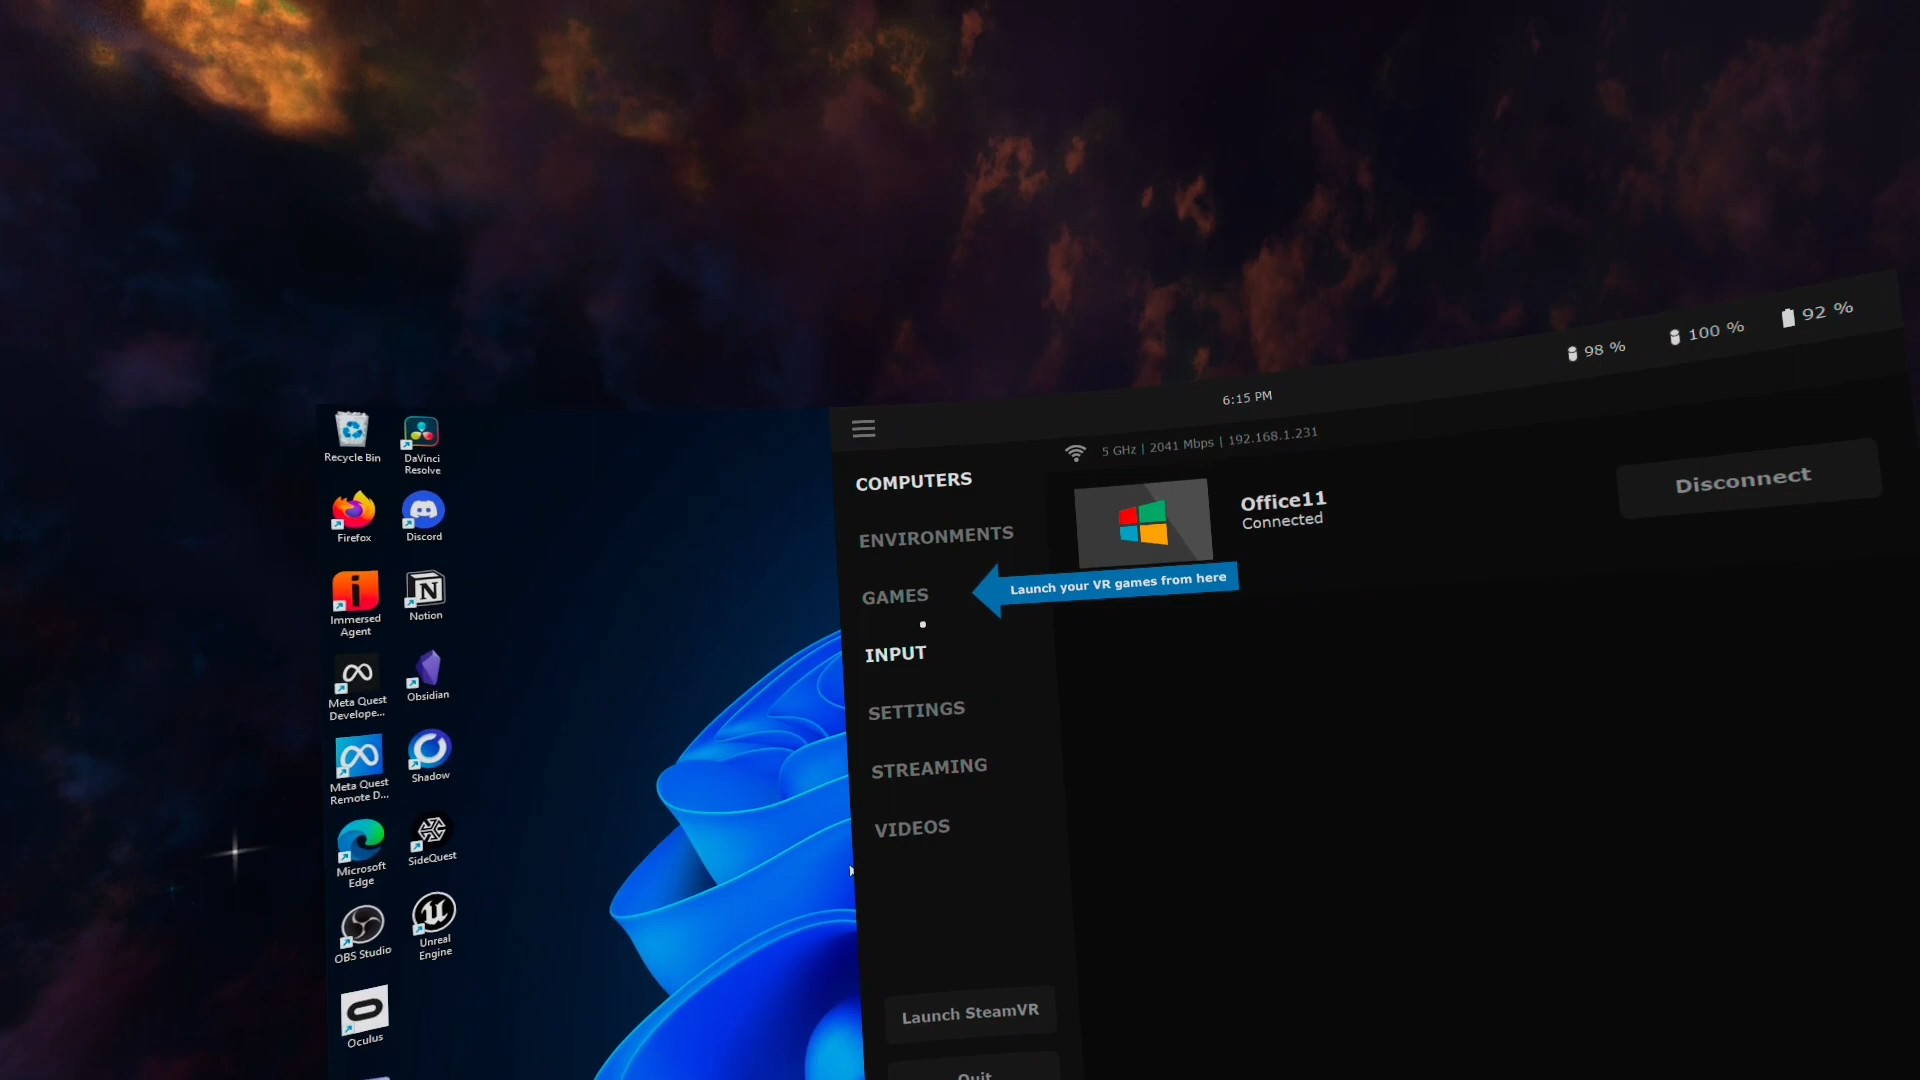 Recycle Bin
DaVinci
Resolve
Firefox
Discord
Immersed
Agent
Notion
Meta Quest
Develope...
Obsidian
Meta Quest
Remote D...
Shadow
Microsoft
Edge
SideQuest
OBS Studio
Unreal
Engine
Oculus
6:15 PM
98 %
100 %
92 %
5 GHz | 2041 Mbps | 192.168.1.231
COMPUTERS
ENVIRONMENTS
GAMES
INPUT
SETTINGS
STREAMING
VIDEOS
Office11
Connected
Disconnect
Launch your VR games from here
Launch SteamVR
Quit